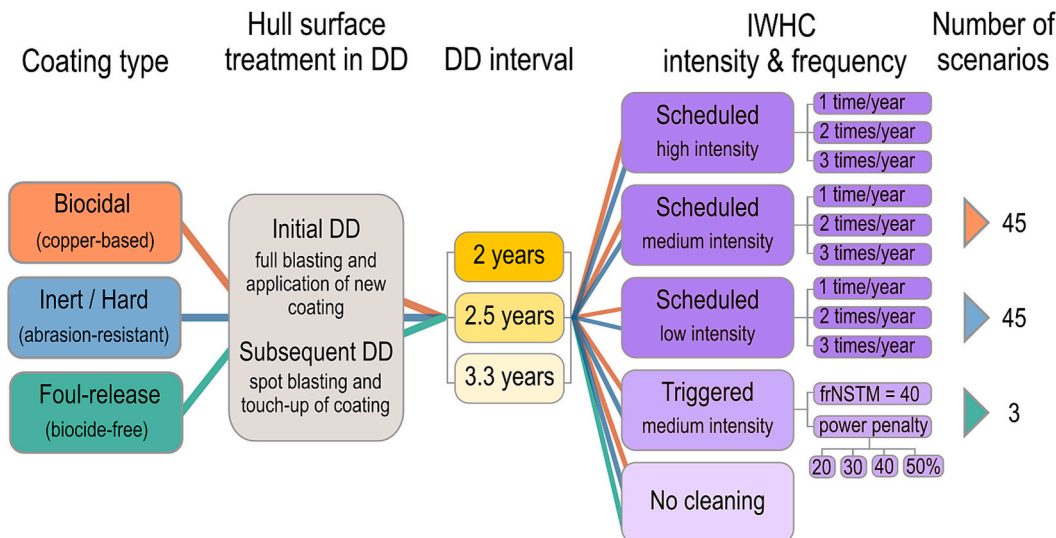 Coating type
Hull surface
treatment in DD
DD interval
IWHC
intensity & frequency
Number of
scenarios
Biocidal
(copper-based)
Inert / Hard
(abrasion-resistant)
Foul-release
(biocide-free)
Initial DD
full blasting and
application of new
coating
Subsequent DD
spot blasting and
touch-up of coating
2 years
2.5 years
3.3 years
Scheduled
high intensity
1 time/year
2 times/year
3 times/year
Scheduled
medium intensity
1 time/year
2 times/year
3 times/year
Scheduled
low intensity
1 time/year
2 times/year
3 times/year
Triggered
medium intensity
frNSTM = 40
power penalty
20 30 40 50%
No cleaning
45
45
3